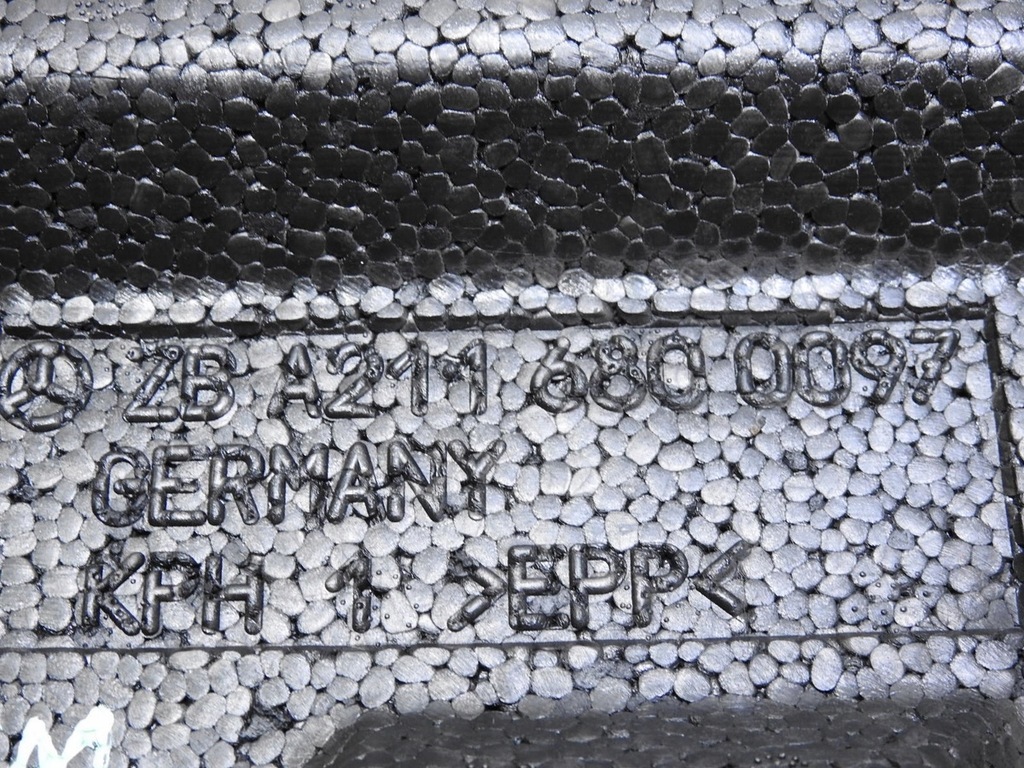 ZB A211 680 0097
GERMANY
KPH 1 >EPP<
M